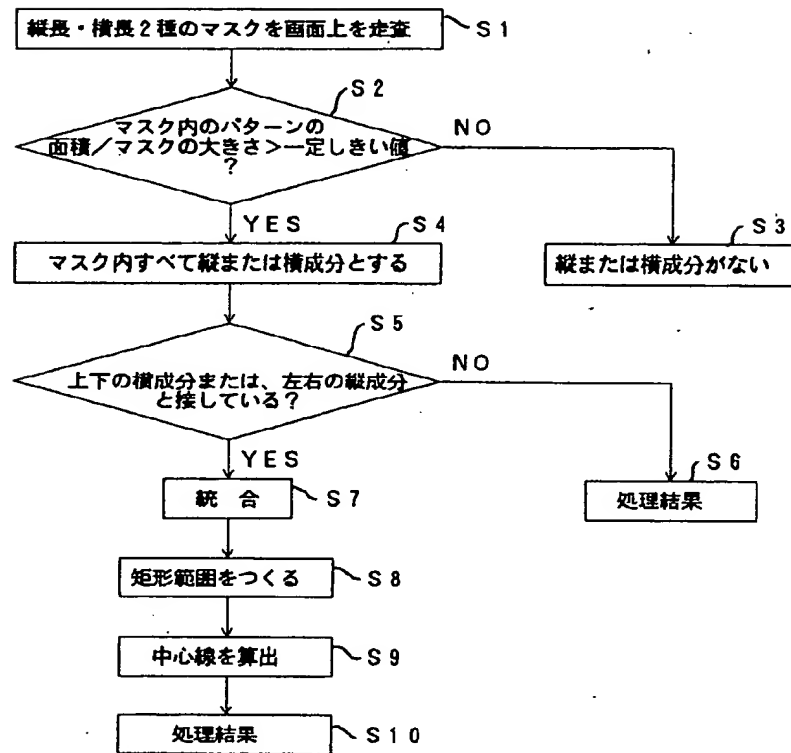 縦長・横長2種のマスクを画面上を走査 S1
S2
マスク内のパターンの
面積／マスクの大きさ＞一定しきい値
?
NO
YES
S4
S3
マスク内すべて縦または横成分とする
縦または横成分がない
S5
上下の横成分または、左右の縦成分
と接している?
NO
YES
S6
統 合 S7
処理結果
矩形範囲をつくる S8
中心線を算出 S9
処理結果 S10